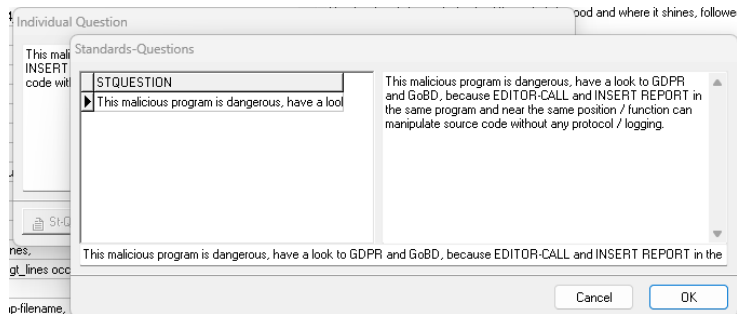 ood and where it shines, followe
Individual Question
This mali
INSERT
code wit
Standards-Questions
STQUESTION
This malicious program is dangerous, have a lool
This malicious program is dangerous, have a look to GDPR
and GoBD, because EDITOR-CALL and INSERT REPORT in
the same program and near the same position / function can
manipulate source code without any protocol / logging.
St-Q
nes,
This malicious program is dangerous, have a look to GDPR and GoBD, because EDITOR-CALL and INSERT REPORT in the
gt_lines occ
Cancel
OK
p-filename,